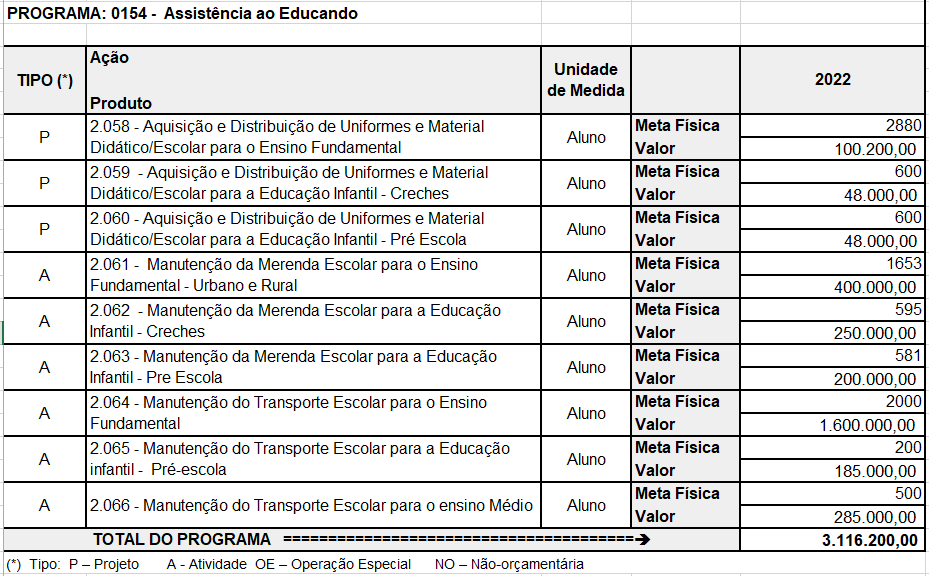 PROGRAMA: 0154 - Assistência ao Educando
TIPO (*)
Ação
Produto
Unidade
de Medida
2022
P
2.058 - Aquisição e Distribuição de Uniformes e Material
Didático/Escolar para o Ensino Fundamental
Aluno
Meta Física 2880
Valor 100.200,00
P
2.059 - Aquisição e Distribuição de Uniformes e Material
Didático/Escolar para a Educação Infantil - Creches
Aluno
Meta Física 600
Valor 48.000,00
P
2.060 - Aquisição e Distribuição de Uniformes e Material
Didático/Escolar para a Educação Infantil - Pré Escola
Aluno
Meta Física 600
Valor 48.000,00
A
2.061 - Manutenção da Merenda Escolar para o Ensino
Fundamental - Urbano e Rural
Aluno
Meta Física 1653
Valor 400.000,00
A
2.062 - Manutenção da Merenda Escolar para a Educação
Infantil - Creches
Aluno
Meta Física 595
Valor 250.000,00
A
2.063 - Manutenção da Merenda Escolar para a Educação
Infantil - Pre Escola
Aluno
Meta Física 581
Valor 200.000,00
A
2.064 - Manutenção do Transporte Escolar para o Ensino
Fundamental
Aluno
Meta Física 2000
Valor 1.600.000,00
A
2.065 - Manutenção do Transporte Escolar para a Educação
infantil - Pré-escola
Aluno
Meta Física 200
Valor 185.000,00
A
2.066 - Manutenção do Transporte Escolar para o ensino Médio
Aluno
Meta Física 500
Valor 285.000,00
TOTAL DO PROGRAMA =======================================➔ 3.116.200,00
(*) Tipo: P – Projeto A - Atividade OE – Operação Especial NO – Não-orçamentária